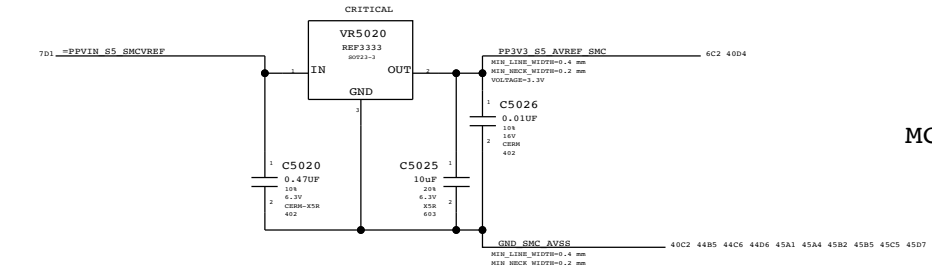 CRITICAL
VR5020
REF3333
SOT23-3
7D1 =PPVIN_S5_SMCVREF
PP3V3_S5_AVREF_SMC 6C2 40D4
MIN_LINE_WIDTH=0.4 mm
MIN_NECK_WIDTH=0.2 mm
VOLTAGE=3.3V
1 IN OUT 2
GND
3
1 C5026
0.01UF
10%
16V
2 CERM
402
MC
1 C5020
0.47UF
10%
6.3V
2 CERM-X5R
402
C5025 1
10uF
20%
6.3V
X5R 2
603
GND_SMC_AVSS 40C2 44B5 44C6 44D6 45A1 45A4 45B2 45B5 45C5 45D7
MIN_LINE_WIDTH=0.4 mm
MIN_NECK_WIDTH=0.2 mm